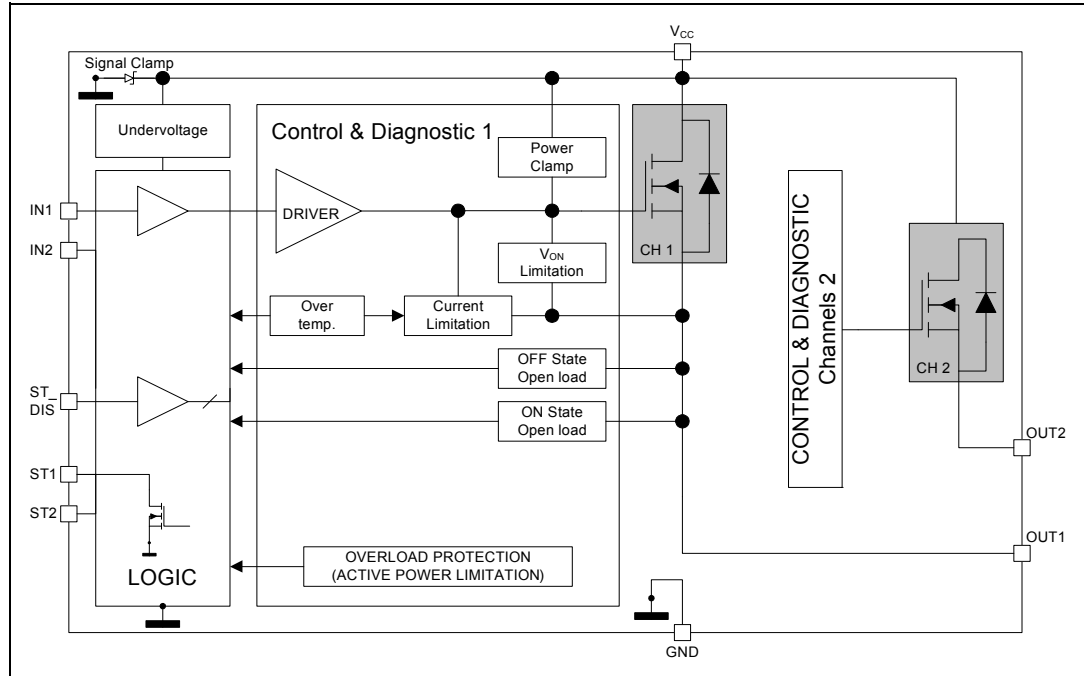 VCC
Signal Clamp
Undervoltage
Control & Diagnostic 1
Power
Clamp
IN1
DRIVER
IN2
VON
Limitation
CH 1
Over
temp.
Current
Limitation
CONTROL & DIAGNOSTIC
Channels 2
CH 2
OFF State
Open load
ST_
DIS
ON State
Open load
OUT2
ST1
ST2
OUT1
OVERLOAD PROTECTION
(ACTIVE POWER LIMITATION)
LOGIC
GND